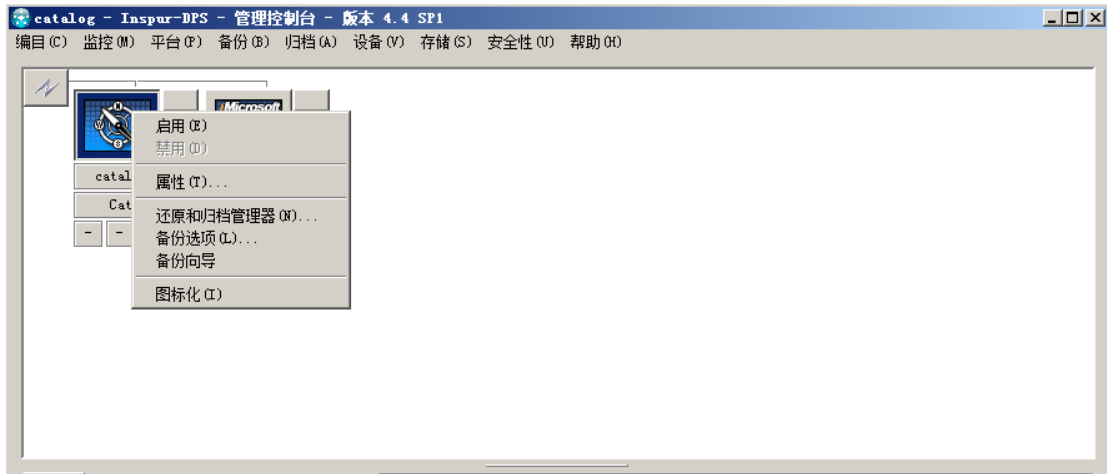 catalog - Inspur-DPS - 管理控制台 - 版本 4.4 SP1
编目(C) 监控(M) 平台(P) 备份(B) 归档(A) 设备(V) 存储(S) 安全性(U) 帮助(H)
Microsoft
启用(E)
禁用(D)
catal
属性(T)...
Cat
还原和归档管理器(N)...
备份选项(L)...
备份向导
图标化(I)